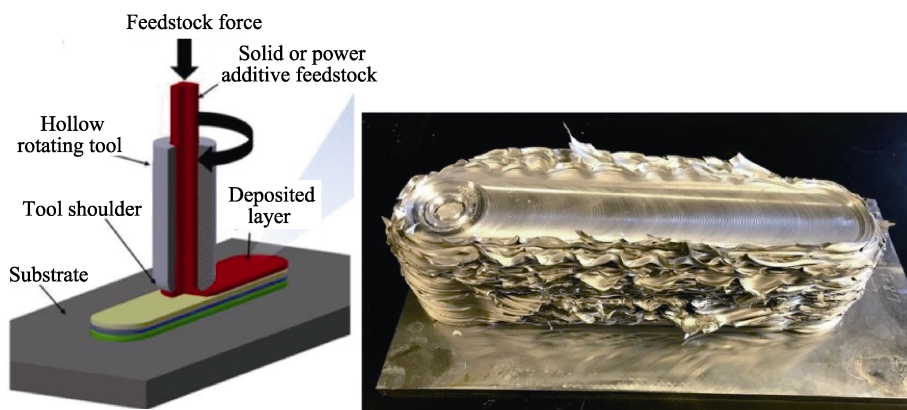 Feedstock force
Solid or power
additive feedstock
Hollow
rotating tool
Deposited
layer
Tool shoulder
Substrate